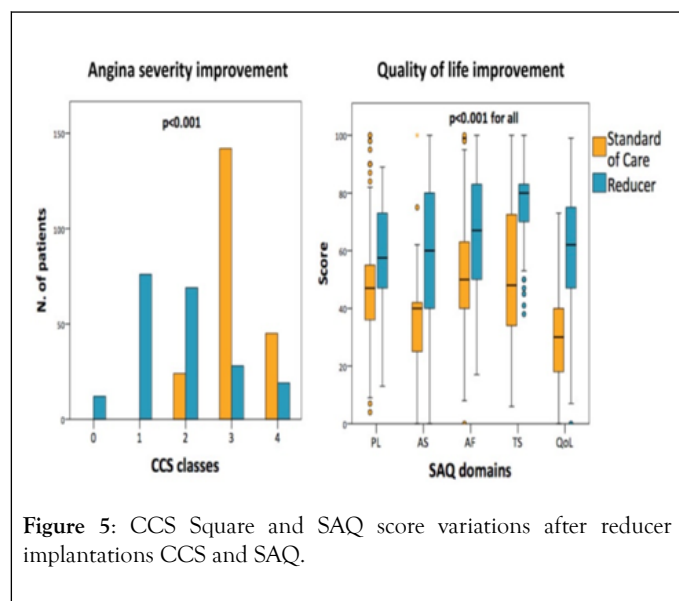 Angina severity improvement
Quality of life improvement
p<0.001
150
100
50
0
N. of patients
0 1 2 3 4
CCS classes
p<0.001 for all
100
80
60
40
20
0
Score
PL AS AF TS QoL
SAQ domains
Standard
of Care
Reducer
Figure 5: CCS Square and SAQ score variations after reducer
implantations CCS and SAQ.